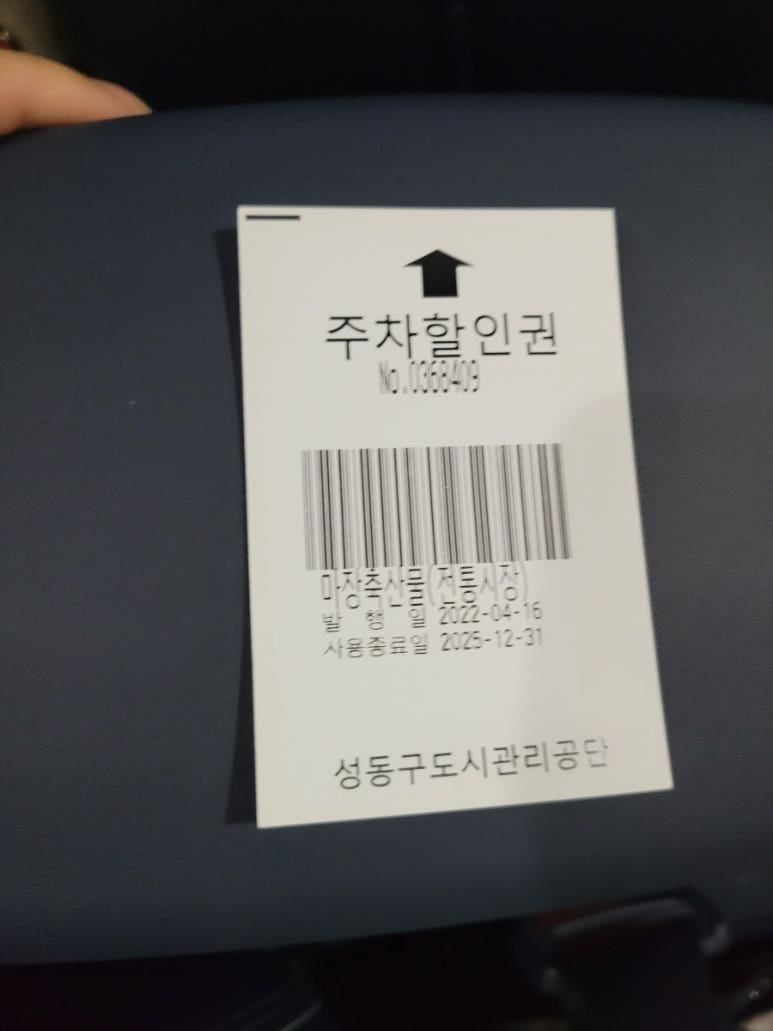 주차할인권
No.0368409
마장축산물(전통시장)
발 행 일 2022-04-16
사용종료일 2025-12-31
성동구도시관리공단